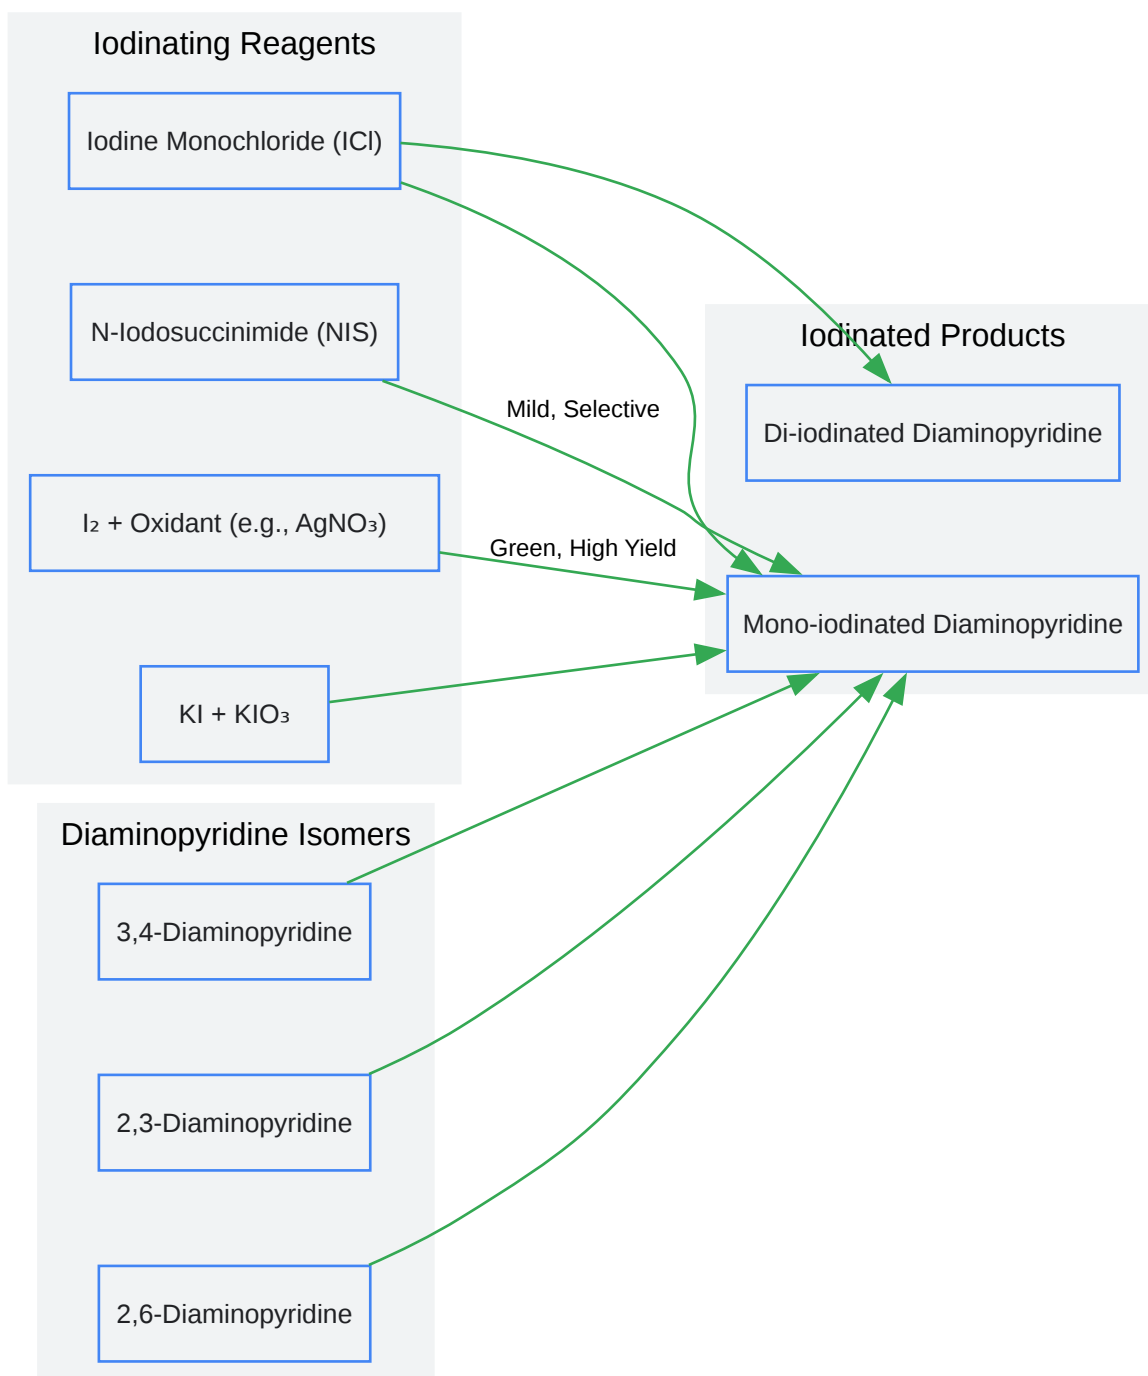 Iodinating Reagents
Iodine Monochloride (ICl)
N-Iodosuccinimide (NIS)
I₂ + Oxidant (e.g., AgNO₃)
KI + KIO₃
Mild, Selective
Green, High Yield
Iodinated Products
Di-iodinated Diaminopyridine
Mono-iodinated Diaminopyridine
Diaminopyridine Isomers
3,4-Diaminopyridine
2,3-Diaminopyridine
2,6-Diaminopyridine